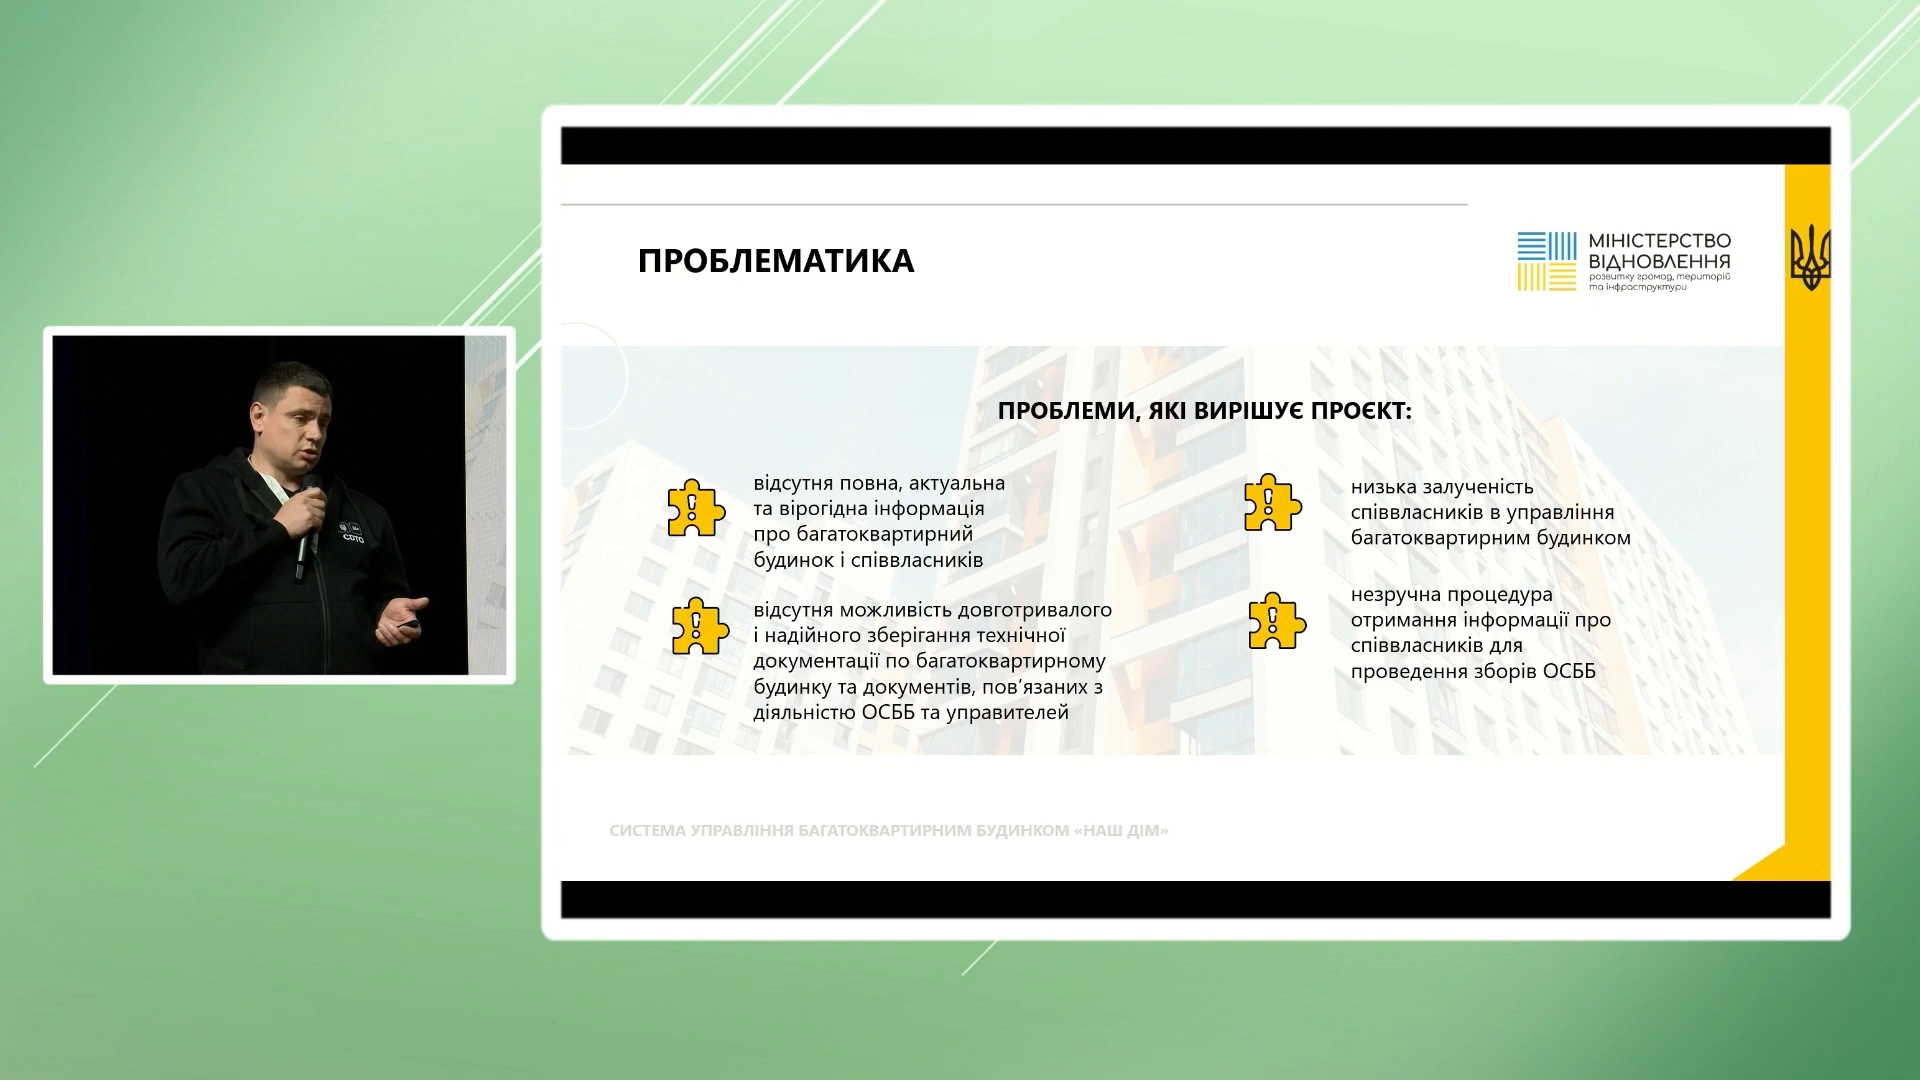 ПРОБЛЕМАТИКА
МІНІСТЕРСТВО
ВІДНОВЛЕННЯ
розвитку громад, територій
та інфраструктури
ПРОБЛЕМИ, ЯКІ ВИРІШУЄ ПРОЄКТ:
відсутня повна, актуальна
та вірогідна інформація
про багатоквартирний
будинок і співвласників
відсутня можливість довготривалого
і надійного зберігання технічної
документації по багатоквартирному
будинку та документів, пов’язаних з
діяльністю ОСББ та управителей
низька залученість
співвласників в управління
багатоквартирним будинком
незручна процедура
отримання інформації про
співвласників для
проведення зборів ОСББ
СИСТЕМА УПРАВЛІННЯ БАГАТОКВАРТИРНИМ БУДИНКОМ «НАШ ДІМ»
CDTO